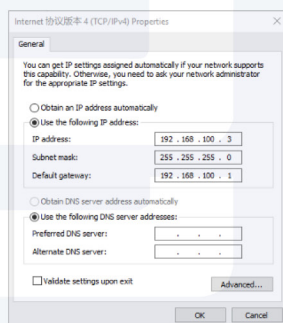 Internet 协议版本 4 (TCP/IPv4) Properties
General
You can get IP settings assigned automatically if your network supports
this capability. Otherwise, you need to ask your network administrator
for the appropriate IP settings.
Obtain an IP address automatically
Use the following IP address:
IP address: 192 . 168 . 100 . 3
Subnet mask: 255 . 255 . 255 . 0
Default gateway: 192 . 168 . 100 . 1
Obtain DNS server address automatically
Use the following DNS server addresses:
Preferred DNS server: . . .
Alternate DNS server: . . .
Validate settings upon exit
Advanced...
OK Cancel